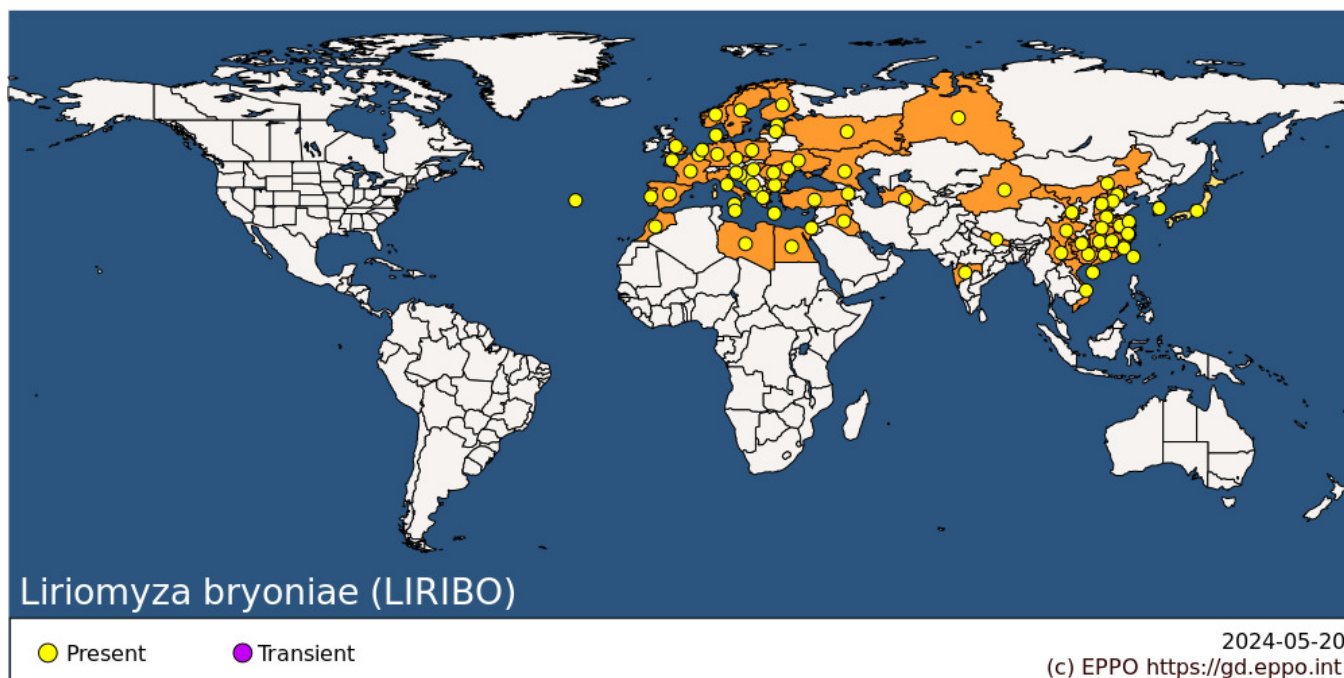 Liriomyza bryoniae (LIRIBO)
Present
Transient
2024-05-20
(c) EPPO https://gd.eppo.int